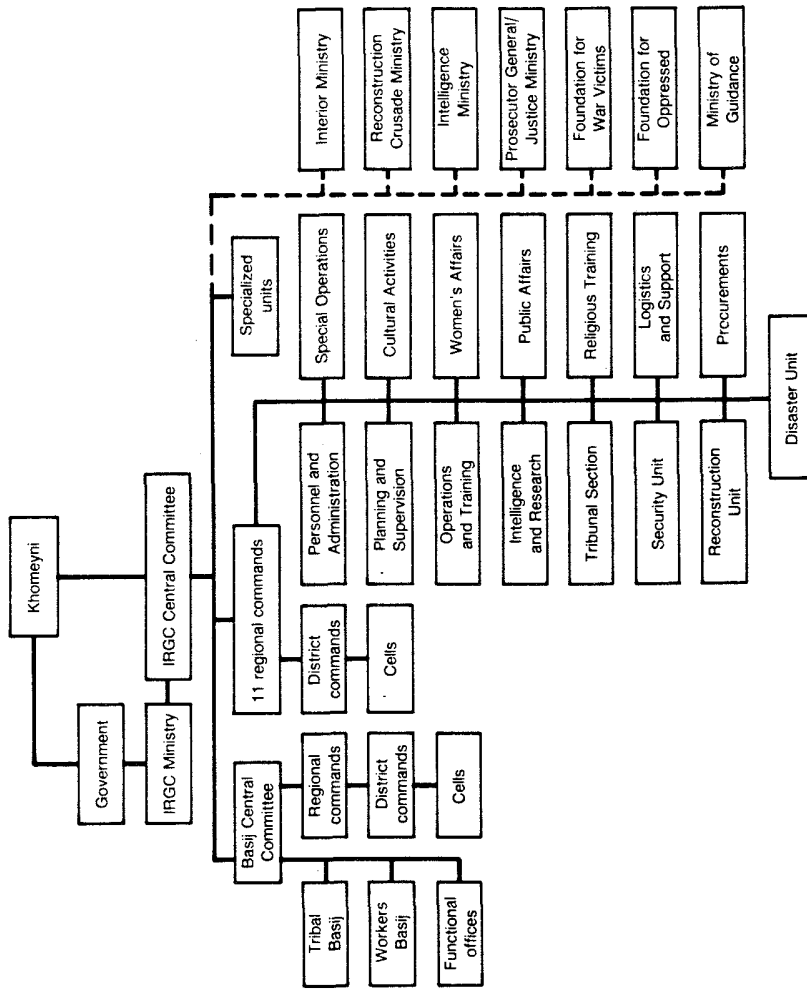 Khomeyni
Government
IRGC Ministry
IRGC Central Committee
Basij Central
Committee
11 regional commands
Specialized
units
Tribal
Basij
Workers
Basij
Functional
offices
Regional
commands
District
commands
Cells
District
commands
Cells
Personnel and
Administration
Planning and
Supervision
Operations
and Training
Intelligence
and Research
Tribunal Section
Security Unit
Reconstruction
Unit
Special Operations
Cultural Activities
Women's Affairs
Public Affairs
Religious Training
Logistics
and Support
Procurements
Disaster Unit
Interior Ministry
Reconstruction
Crusade Ministry
Intelligence
Ministry
Prosecutor General/
Justice Ministry
Foundation for
War Victims
Foundation for
Oppressed
Ministry of
Guidance